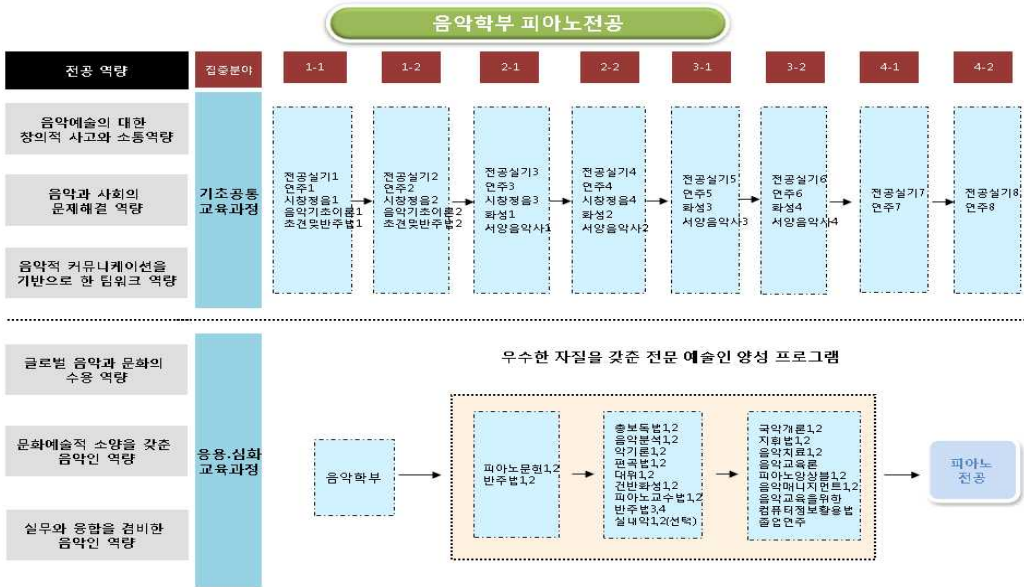 음악학부 피아노전공
전공 역량
집중분야
1-1
1-2
2-1
2-2
3-1
3-2
4-1
4-2
음악예술의 대한
창의적 사고와 소통역량
음악과 사회의
문제해결 역량
음악적 커뮤니케이션을
기반으로 한 팀워크 역량
기초공통
교육과정
전공실기1
연주1
시창청음1
음악기초이론1
초견및반주법1
전공실기2
연주2
시창청음2
음악기초이론2
초견및반주법2
전공실기3
연주3
시창청음3
화성1
서양음악사1
전공실기4
연주4
시창청음4
화성2
서양음악사2
전공실기5
연주5
화성3
서양음악사3
전공실기6
연주6
화성4
서양음악사4
전공실기7
연주7
전공실기8
연주8
글로벌 음악과 문화의
수용 역량
문화예술적 소양을 갖춘
음악인 역량
실무와 융합을 겸비한
음악인 역량
응용.심화
교육과정
우수한 자질을 갖춘 전문 예술인 양성 프로그램
음악학부
피아노문헌1,2
반주법1,2
총보독법1,2
음악분석1,2
악기론1,2
편곡법1,2
대위1,2
건반화성1,2
피아노교수법1,2
반주법3,4
실내악1,2(선택)
국악개론1,2
지휘법1,2
음악치료1,2
음악교육론
피아노앙상블1,2
음악매니지먼트1,2
음악교육을위한
컴퓨터정보활용법
졸업연주
피아노
전공